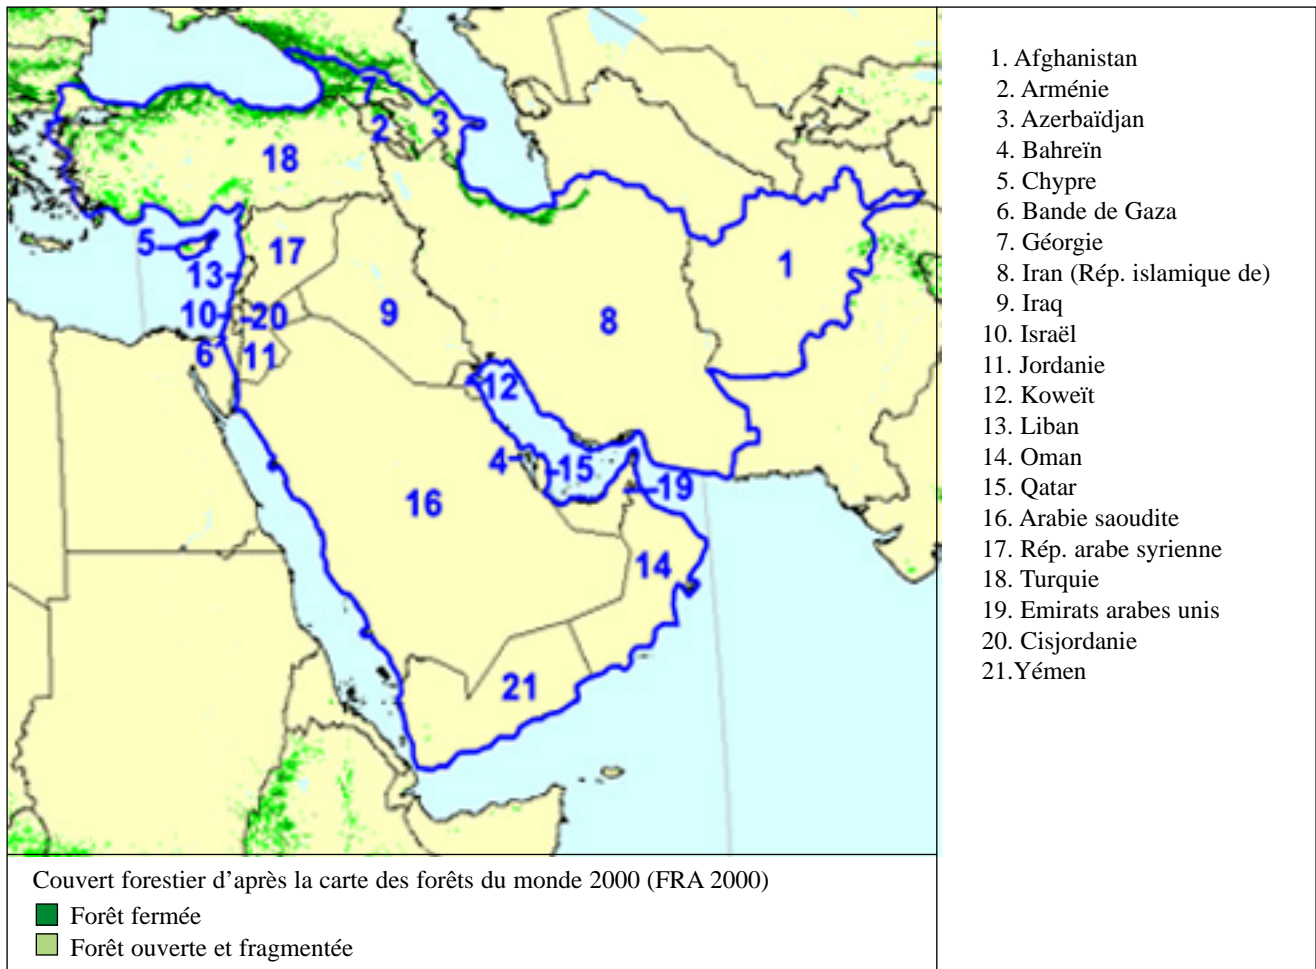 7
2
3
18
5
17
1
13
10
20
9
8
6
11
12
4
15
19
16
14
21
1. Afghanistan
2. Arménie
3. Azerbaïdjan
4. Bahreïn
5. Chypre
6. Bande de Gaza
7. Géorgie
8. Iran (Rép. islamique de)
9. Iraq
10. Israël
11. Jordanie
12. Koweït
13. Liban
14. Oman
15. Qatar
16. Arabie saoudite
17. Rép. arabe syrienne
18. Turquie
19. Emirats arabes unis
20. Cisjordanie
21.Yémen
Couvert forestier d’après la carte des forêts du monde 2000 (FRA 2000)
Forêt fermée
Forêt ouverte et fragmentée